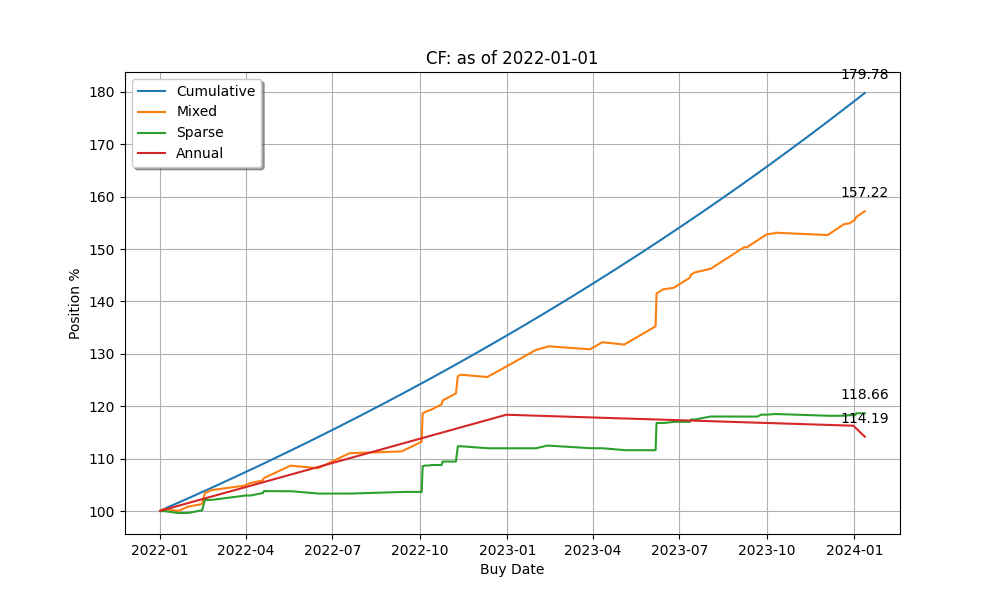 CF: as of 2022-01-01
179.78
180
Cumulative
Mixed
Sparse
Annual
170
160
157.22
150
140
130
120
118.66
114.19
110
100
Position %
2022-01 2022-04 2022-07 2022-10 2023-01 2023-04 2023-07 2023-10 2024-01
Buy Date